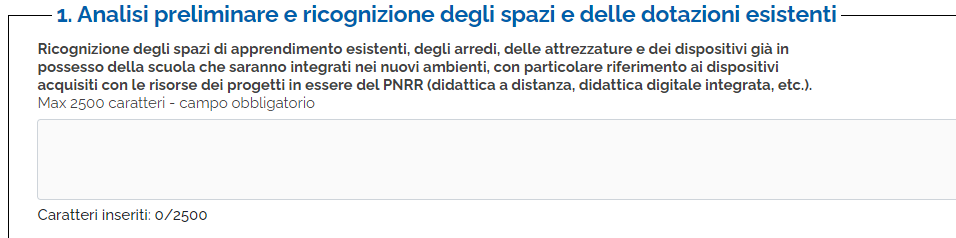 1. Analisi preliminare e ricognizione degli spazi e delle dotazioni esistenti
Ricognizione degli spazi di apprendimento esistenti, degli arredi, delle attrezzature e dei dispositivi già in
possesso della scuola che saranno integrati nei nuovi ambienti, con particolare riferimento ai dispositivi
acquisiti con le risorse dei progetti in essere del PNRR (didattica a distanza, didattica digitale integrata, etc.).
Max 2500 caratteri - campo obbligatorio
Caratteri inseriti: 0/2500